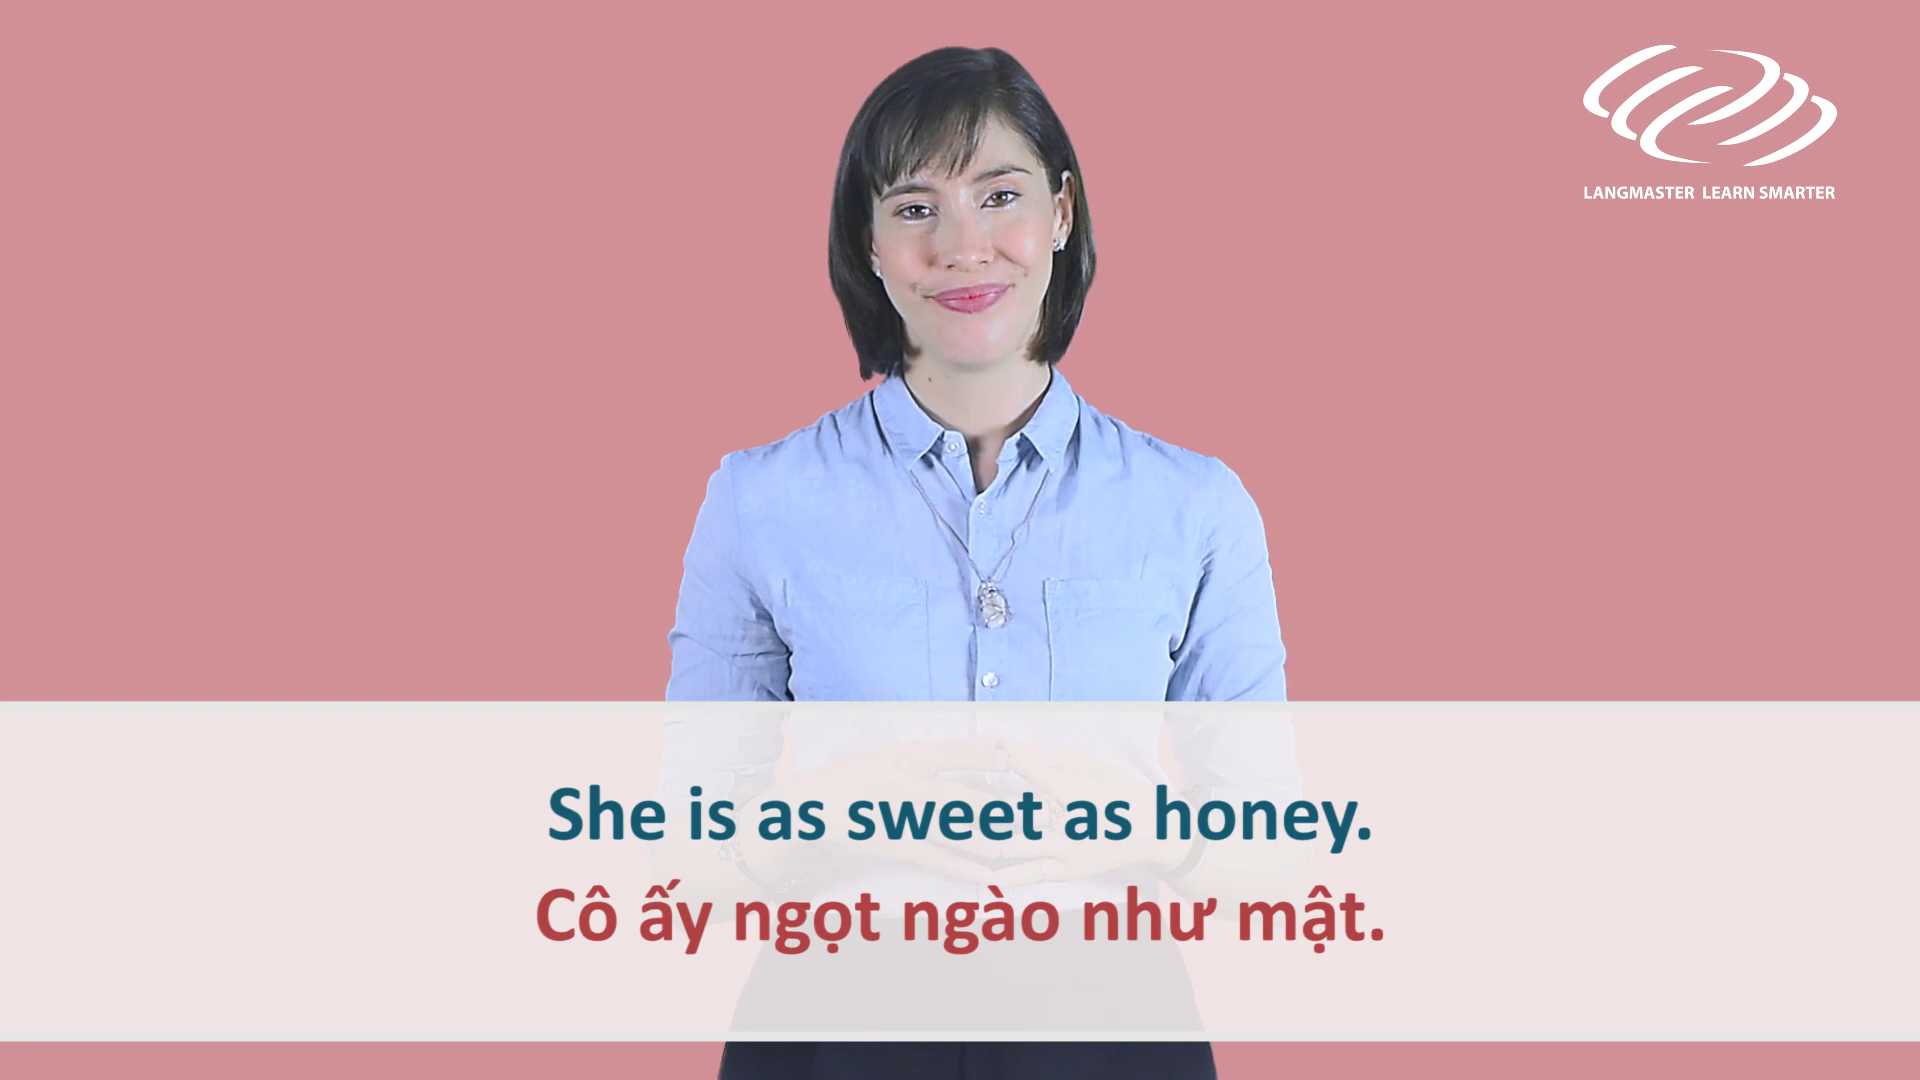 LANGMASTER LEARN SMARTER
She is as sweet as honey.
Cô ấy ngọt ngào như mật.